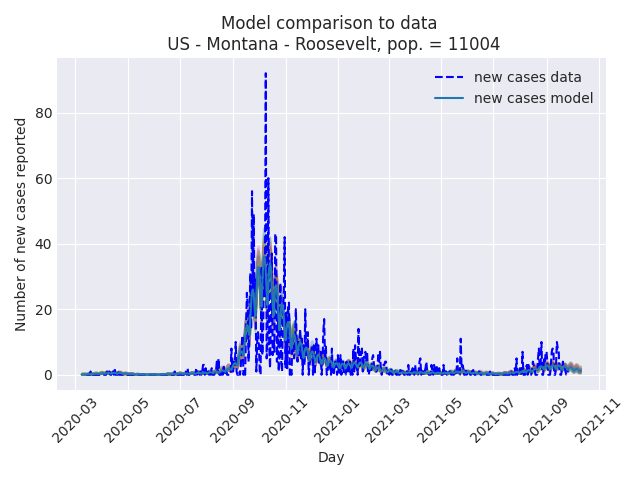 Model comparison to data
US - Montana - Roosevelt, pop. = 11004
new cases data
new cases model
Number of new cases reported
80
60
40
20
0
2020-03
2020-05
2020-07
2020-09
2020-11
2021-01
2021-03
2021-05
2021-07
2021-09
2021-11
Day